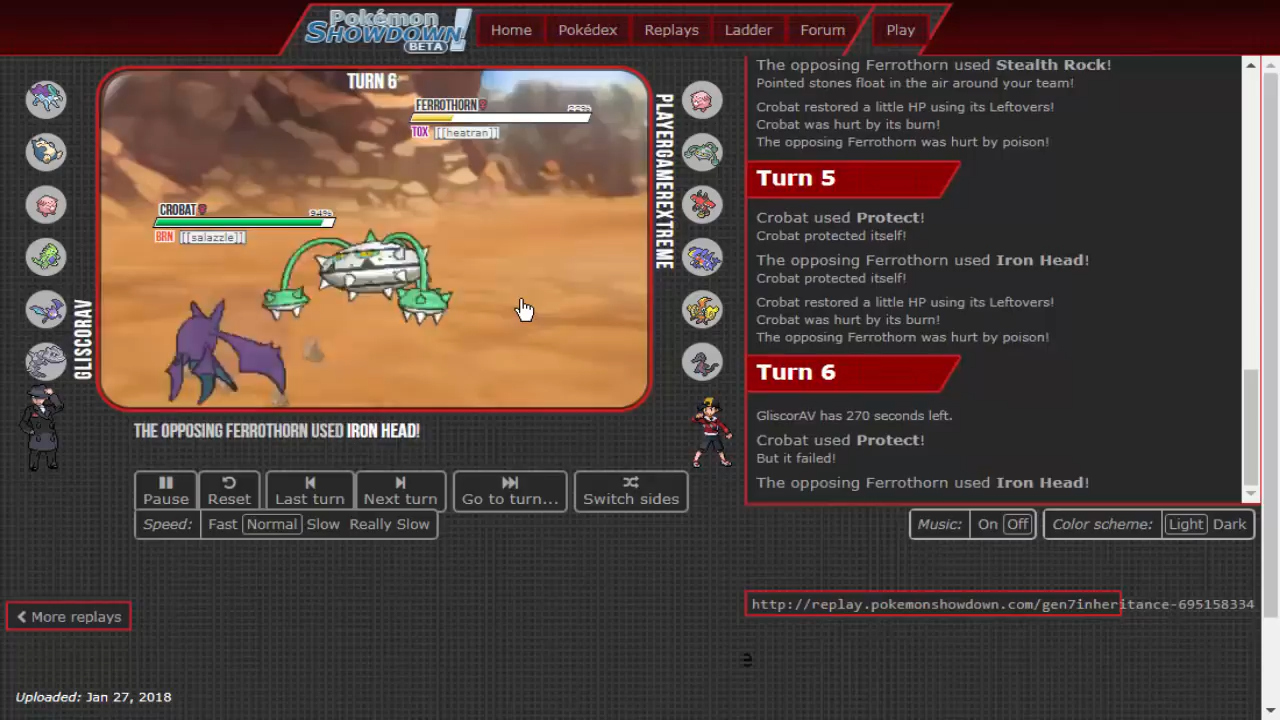 Pokémon
SHOWDOWN!
BETA
Home
Pokédex
Replays
Ladder
Forum
Play
TURN 6
FERROTHORN
TOX [[heatran]]
CROBAT
94%
BRN [[salazzle]]
GLISCORAV
PLAYERGAMEREXTREME
THE OPPOSING FERROTHORN USED IRON HEAD!
Pause
Reset
Last turn
Next turn
Go to turn...
Switch sides
Speed: Fast Normal Slow Really Slow
The opposing Ferrothorn used Stealth Rock!
Pointed stones float in the air around your team!
Crobat restored a little HP using its Leftovers!
Crobat was hurt by its burn!
The opposing Ferrothorn was hurt by poison!
Turn 5
Crobat used Protect!
Crobat protected itself!
The opposing Ferrothorn used Iron Head!
Crobat protected itself!
Crobat restored a little HP using its Leftovers!
Crobat was hurt by its burn!
The opposing Ferrothorn was hurt by poison!
Turn 6
GliscorAV has 270 seconds left.
Crobat used Protect!
But it failed!
The opposing Ferrothorn used Iron Head!
Music: On Off
Color scheme: Light Dark
http://replay.pokemonshowdown.com/gen7inheritance-695158334
More replays
e
Uploaded: Jan 27, 2018